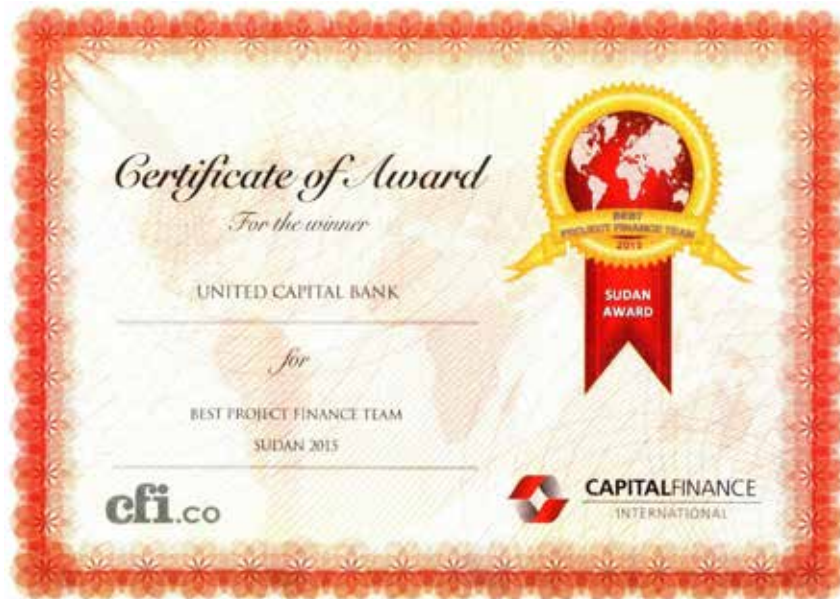 Certificate of Award
For the winner
UNITED CAPITAL BANK
for
BEST PROJECT FINANCE TEAM
SUDAN 2015
cfi.co
BEST
PROJECT FINANCE TEAM
2015
SUDAN
AWARD
CAPITALFINANCE
INTERNATIONAL